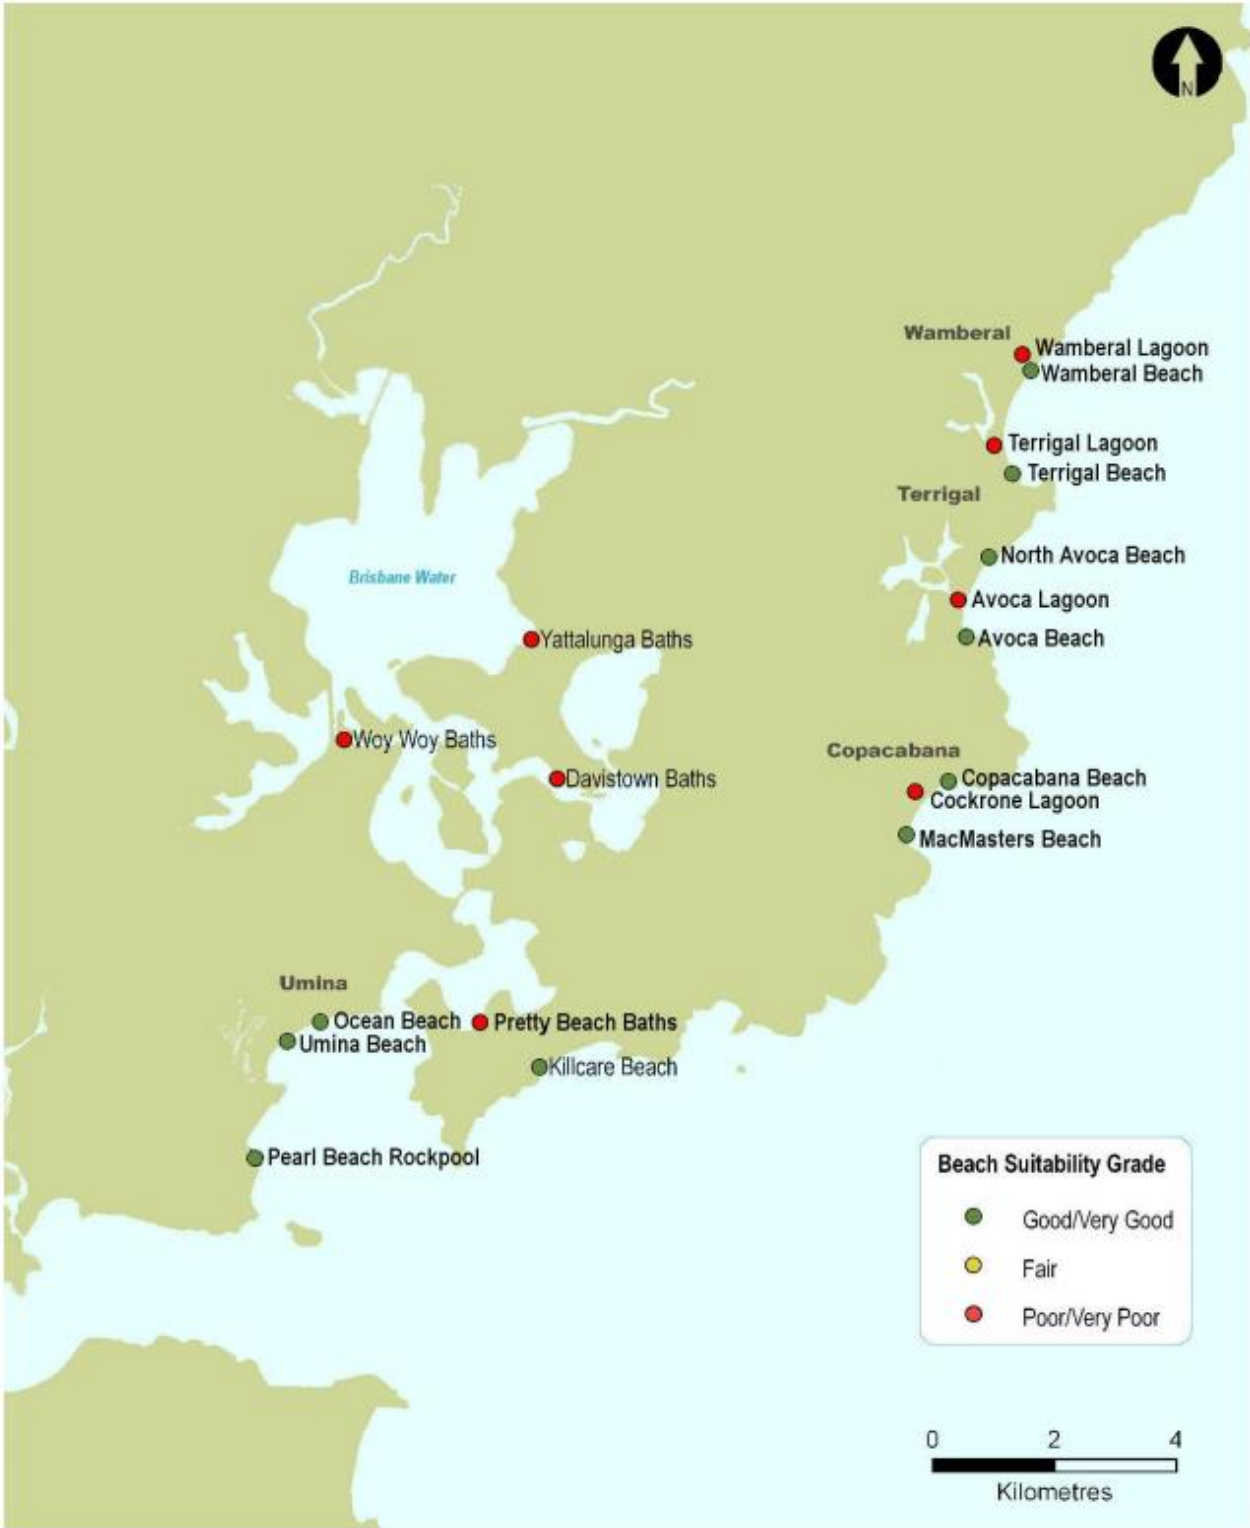 N
Wamberal
Wamberal Lagoon
Wamberal Beach
Terrigal Lagoon
Terrigal Beach
Terrigal
North Avoca Beach
Brisbane Water
Avoca Lagoon
Yattalunga Baths
Avoca Beach
Woy Woy Baths
Copacabana
Davistown Baths
Copacabana Beach
Cockrone Lagoon
MacMasters Beach
Umina
Ocean Beach
Pretty Beach Baths
Umina Beach
Killcare Beach
Pearl Beach Rockpool
Beach Suitability Grade
Good/Very Good
Fair
Poor/Very Poor
0 2 4
Kilometres